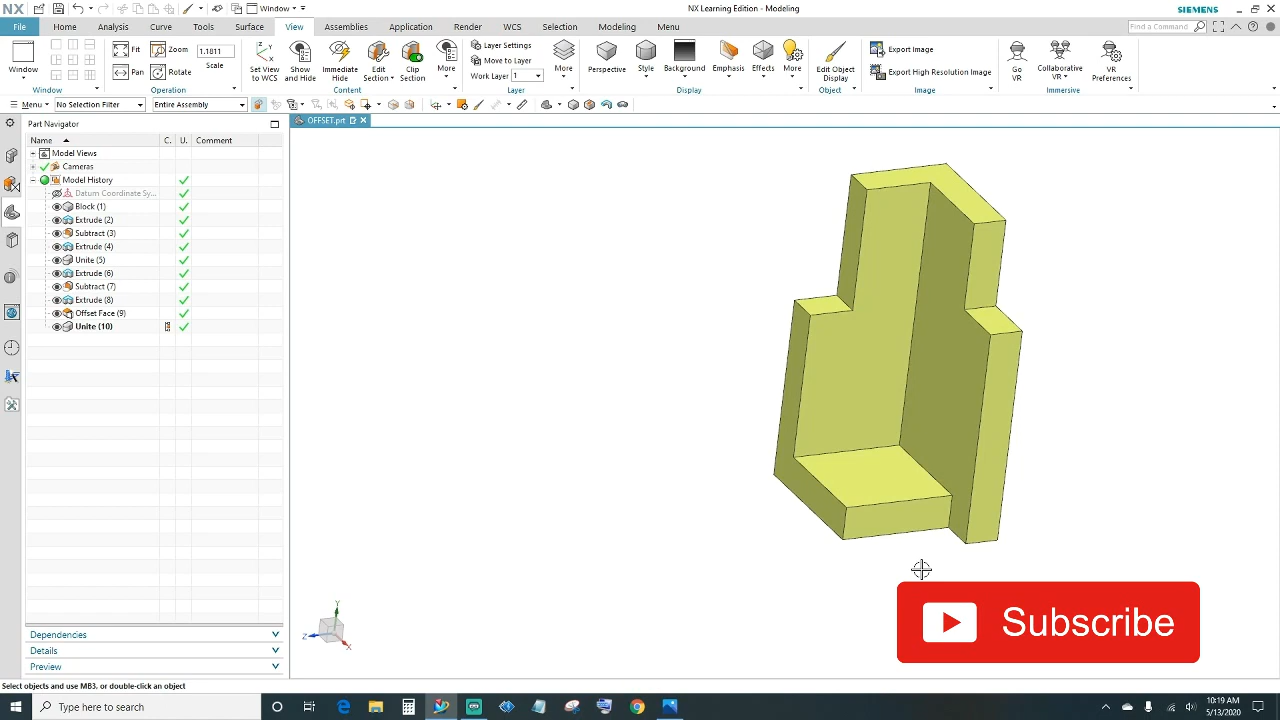 NX
Window
NX Learning Edition - Modeling
SIEMENS
File
Home
Analysis
Curve
Tools
Surface
View
Assemblies
Application
Render
WCS
Selection
Modeling
Menu
Find a Command
Window
Fit
Zoom
1.1811
Pan
Rotate
Scale
Set View to WCS
Show and Hide
Immediate Hide
Edit Section
Clip Section
More
Layer Settings
Move to Layer
Work Layer 1
More
Perspective
Style
Background
Emphasis
Effects
More
Edit Object Display
Export Image
Export High Resolution Image
Go VR
Collaborative VR
VR Preferences
Window
Operation
Content
Layer
Display
Object
Image
Immersive
Menu
No Selection Filter
Entire Assembly
Part Navigator
OFFSET.prt
Name
C.
U.
Comment
Model Views
Cameras
Model History
Datum Coordinate Sy...
Block (1)
Extrude (2)
Subtract (3)
Extrude (4)
Unite (5)
Extrude (6)
Subtract (7)
Extrude (8)
Offset Face (9)
Unite (10)
Y
Z
X
Subscribe
Dependencies
Details
Preview
Select objects and use MB3, or double-click an object
Type here to search
10:19 AM
5/13/2020